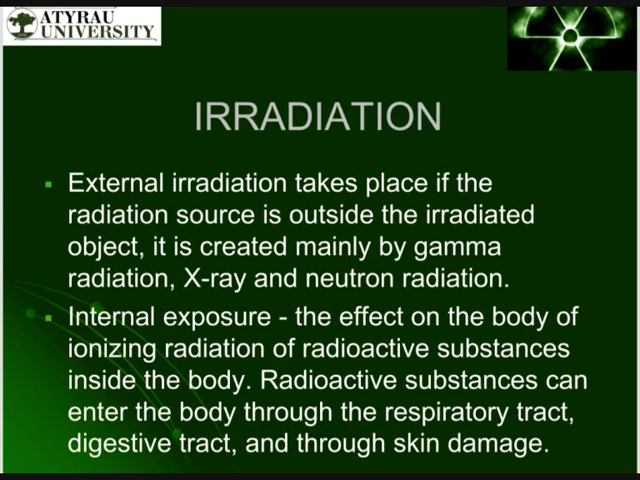 ATYRAU
UNIVERSITY
IRRADIATION
External irradiation takes place if the
radiation source is outside the irradiated
object, it is created mainly by gamma
radiation, X-ray and neutron radiation.
Internal exposure - the effect on the body of
ionizing radiation of radioactive substances
inside the body. Radioactive substances can
enter the body through the respiratory tract,
digestive tract, and through skin damage.